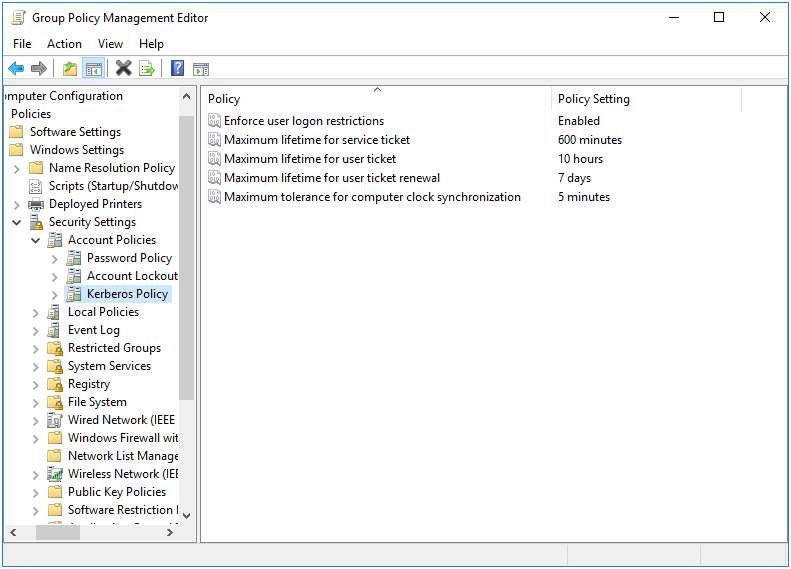 Group Policy Management Editor
File Action View Help
omputer Configuration
Policies
Software Settings
Windows Settings
Name Resolution Policy
Scripts (Startup/Shutdow
Deployed Printers
Security Settings
Account Policies
Password Policy
Account Lockout
Kerberos Policy
Local Policies
Event Log
Restricted Groups
System Services
Registry
File System
Wired Network (IEEE
Windows Firewall wit
Network List Manage
Wireless Network (IEE
Public Key Policies
Software Restriction
Policy Policy Setting
Enforce user logon restrictions Enabled
Maximum lifetime for service ticket 600 minutes
Maximum lifetime for user ticket 10 hours
Maximum lifetime for user ticket renewal 7 days
Maximum tolerance for computer clock synchronization 5 minutes